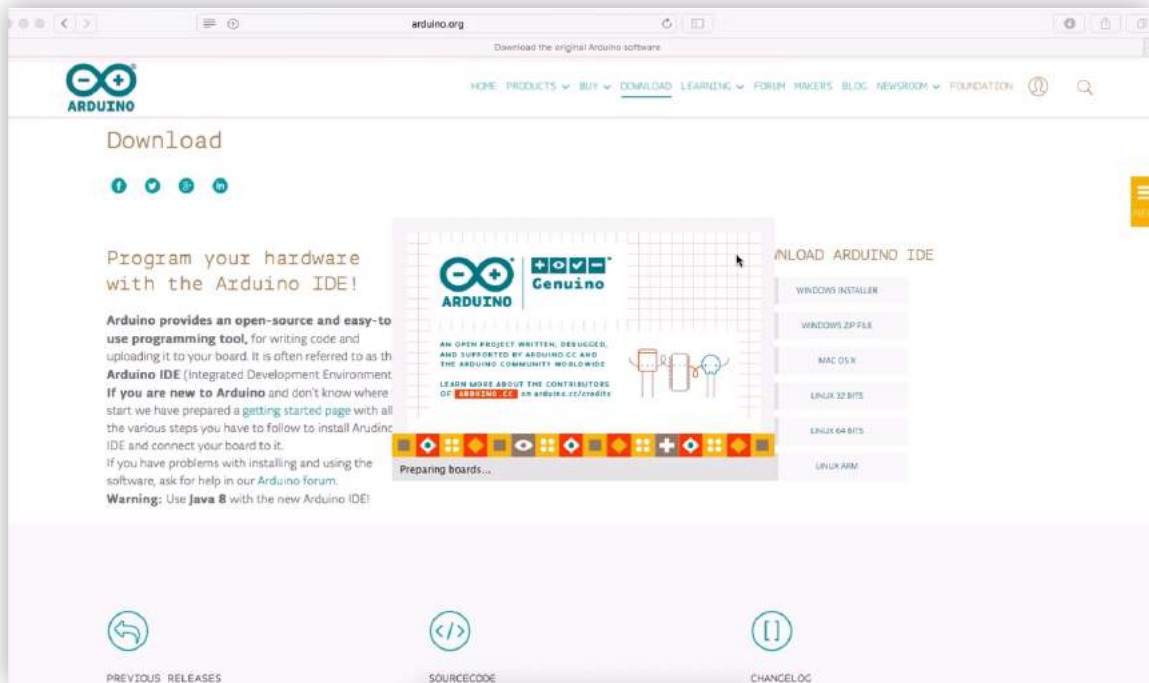 arduino.org
Download the original Arduino software
ARDUINO
HOME PRODUCTS BUY DOWNLOAD LEARNING FORUM MAKERS BLOG NEWSROOM FOUNDATION
Download
Program your hardware
with the Arduino IDE!
Arduino provides an open-source and easy-to
use programming tool, for writing code and
uploading it to your board. It is often referred to as th
Arduino IDE (Integrated Development Environment
If you are new to Arduino and don't know where
start we have prepared a getting started page with all
the various steps you have to follow to install Arudino
IDE and connect your board to it.
If you have problems with installing and using the
software, ask for help in our Arduino forum.
Warning: Use Java 8 with the new Arduino IDE!
ARDUINO
Genuino
AN OPEN PROJECT WRITTEN, DEBUGGED,
AND SUPPORTED BY ARDUINO.CC AND
THE ARDUINO COMMUNITY WORLDWIDE
LEARN MORE ABOUT THE CONTRIBUTORS
OF ARDUINO.CC on arduino.cc/credits
Preparing boards...
NLOAD ARDUINO IDE
WINDOWS INSTALLER
WINDOWS ZIP FILE
MAC OS X
LINUX 32 BITS
LINUX 64 BITS
LINUX ARM
PREVIOUS RELEASES
SOURCECODE
CHANGELOG